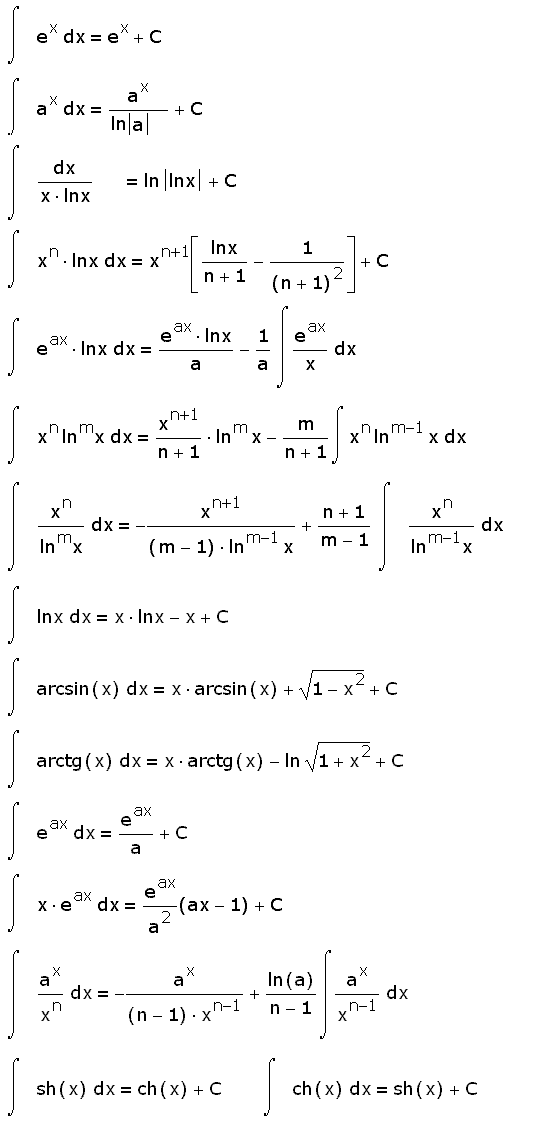 ∫ e^x dx = e^x + C
∫ a^x dx = a^x / ln|a| + C
∫ dx / (x · lnx) = ln|lnx| + C
∫ x^n · lnx dx = x^(n+1) [ lnx / (n + 1) − 1 / (n + 1)^2 ] + C
∫ e^(ax) · lnx dx = (e^(ax) · lnx) / a − 1/a ∫ e^(ax) / x dx
∫ x^n ln^m x dx = x^(n+1) / (n + 1) · ln^m x − m / (n + 1) ∫ x^n ln^(m−1) x dx
∫ x^n / ln^m x dx = − x^(n+1) / ((m − 1) · ln^(m−1) x) + (n + 1) / (m − 1) ∫ x^n / ln^(m−1) x dx
∫ lnx dx = x · lnx − x + C
∫ arcsin(x) dx = x · arcsin(x) + √(1 − x^2) + C
∫ arctg(x) dx = x · arctg(x) − ln √(1 + x^2) + C
∫ e^(ax) dx = e^(ax) / a + C
∫ x · e^(ax) dx = e^(ax) / a^2 (ax − 1) + C
∫ a^x / x^n dx = − a^x / ((n − 1) · x^(n−1)) + ln(a) / (n − 1) ∫ a^x / x^(n−1) dx
∫ sh(x) dx = ch(x) + C ∫ ch(x) dx = sh(x) + C